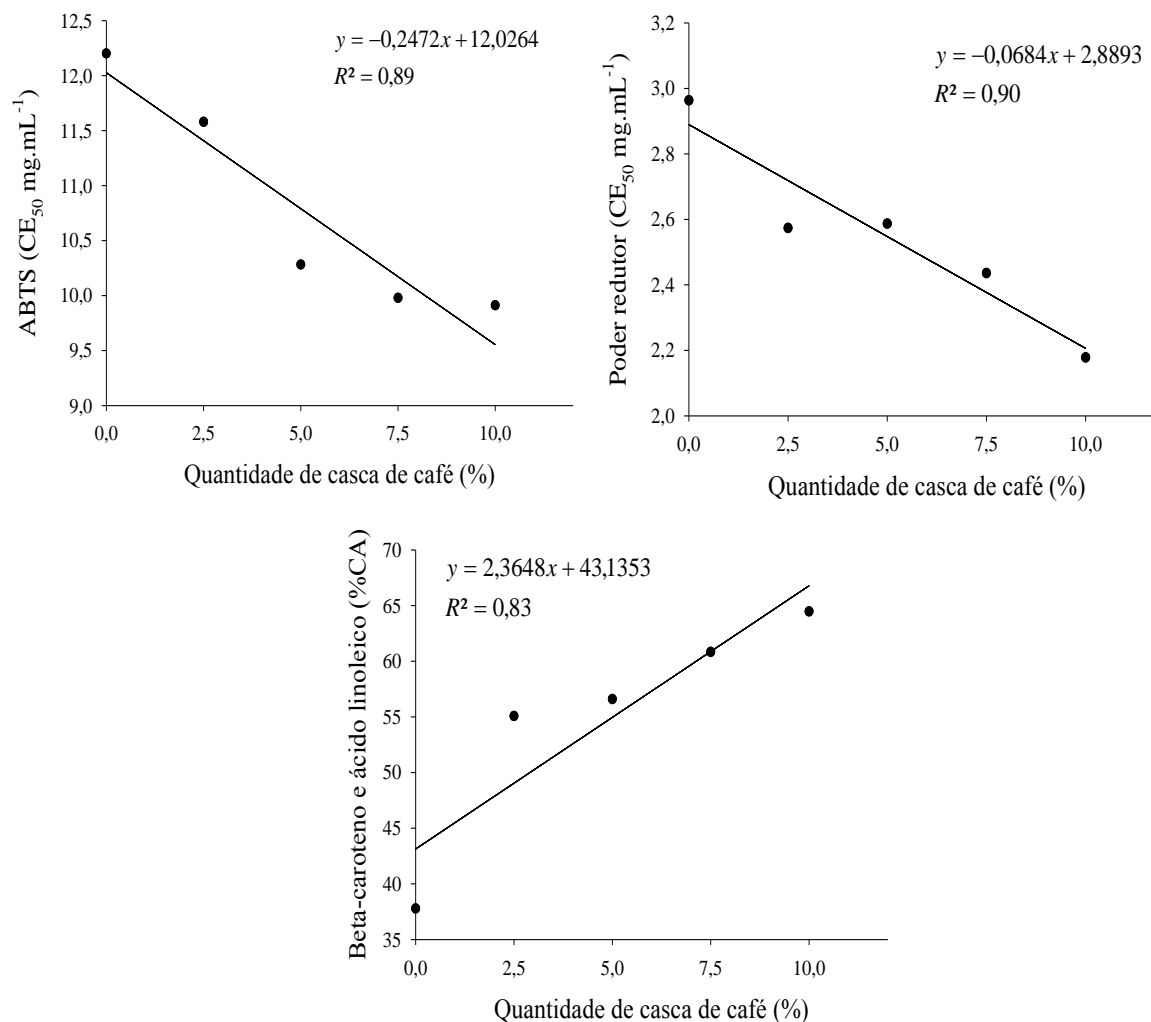 ABTS (CE50 mg.mL-1)
12,5
12,0
11,5
11,0
10,5
10,0
9,5
9,0
y = −0,2472x + 12,0264
R² = 0,89
0,0 2,5 5,0 7,5 10,0
Quantidade de casca de café (%)
Poder redutor (CE50 mg.mL-1)
3,2
3,0
2,8
2,6
2,4
2,2
2,0
y = −0,0684x + 2,8893
R² = 0,90
0,0 2,5 5,0 7,5 10,0
Quantidade de casca de café (%)
Beta-caroteno e ácido linoleico (%CA)
70
65
60
55
50
45
40
35
y = 2,3648x + 43,1353
R² = 0,83
0,0 2,5 5,0 7,5 10,0
Quantidade de casca de café (%)